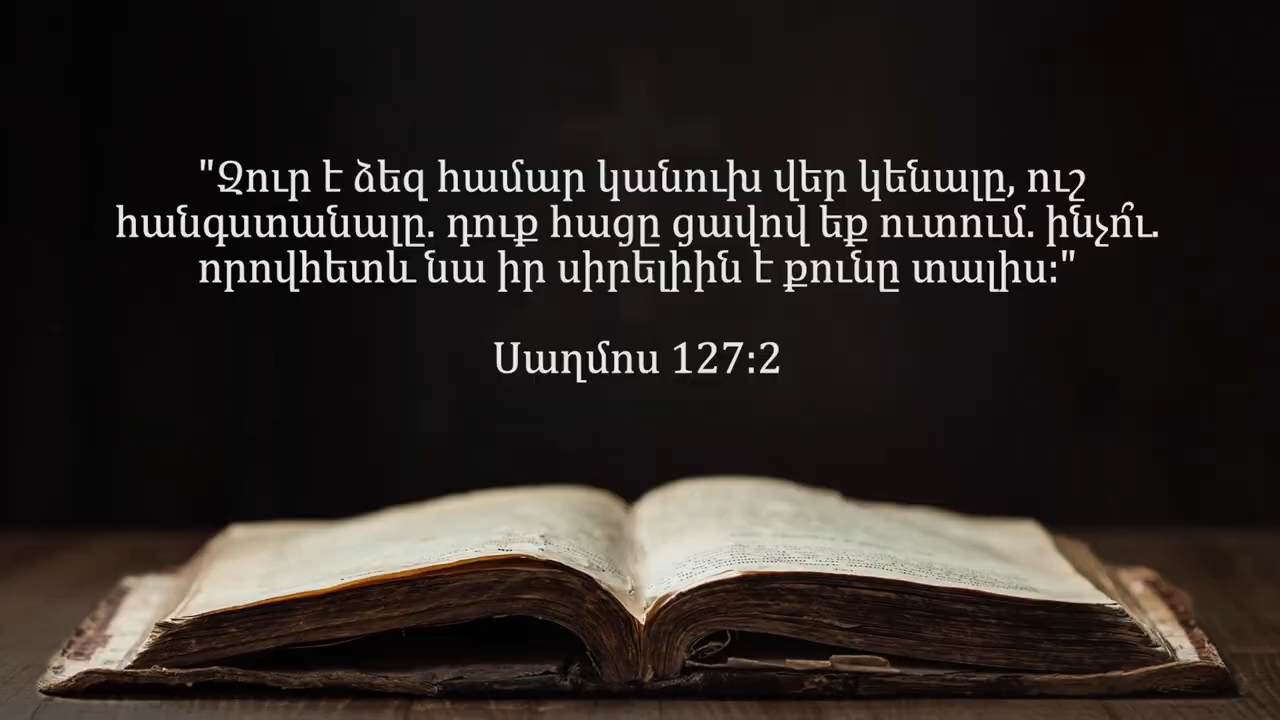 "Զուր է ձեզ համար կանուխ վեր կենալը, ուշ
հանգստանալը. դուք հացը ցավով եք ուտում. ինչո՞ւ.
որովհետև նա իր սիրելիին է քունը տալիս:"
Սաղմոս 127:2